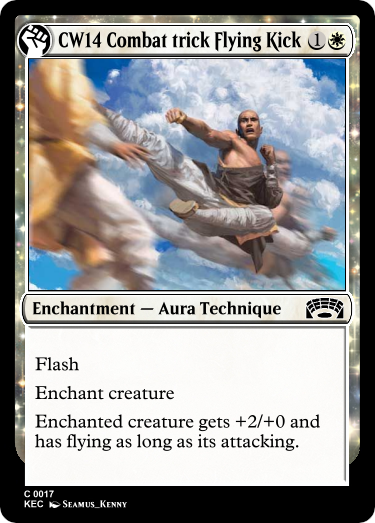 CW14 Combat trick Flying Kick 1
Enchantment — Aura Technique
Flash
Enchant creature
Enchanted creature gets +2/+0 and
has flying as long as its attacking.
C 0017
KEC Seamus_Kenny